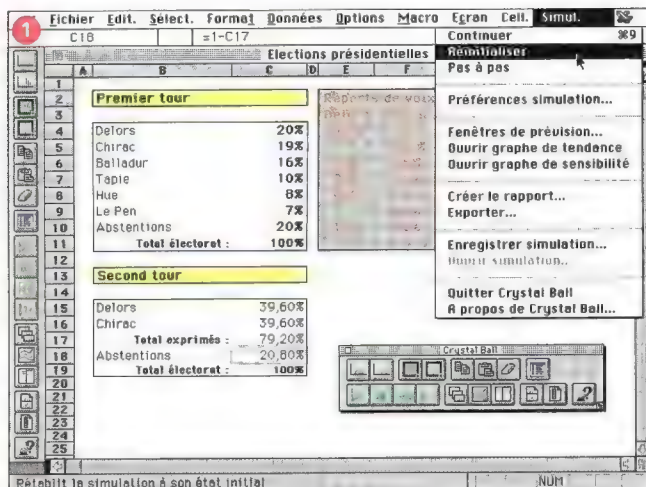 Fichier Edit. Sélect. Format Données Options Macro Ecran Cell. Simul.
1
C18 =1-C17
Elections présidentielles
A B C D E F
1
2 Premier tour Reports de voix
3
4 Delors 20%
5 Chirac 19%
6 Balladur 16%
7 Tapie 10%
8 Hue 8%
9 Le Pen 7%
10 Abstentions 20%
11 Total électorat : 100%
12
13 Second tour
14
15 Delors 39,60%
16 Chirac 39,60%
17 Total exprimés : 79,20%
18 Abstentions 20,80%
19 Total électorat : 100%
20
21
22
23
24
25
Continuer ⌘9
Réinitialiser
Pas à pas
Préférences simulation...
Fenêtres de prévision...
Ouvrir graphe de tendance
Ouvrir graphe de sensibilité
Créer le rapport...
Exporter...
Enregistrer simulation...
Ouvrir simulation...
Quitter Crystal Ball
A propos de Crystal Ball...
Crystal Ball
Rétablit la simulation à son état initial NUM